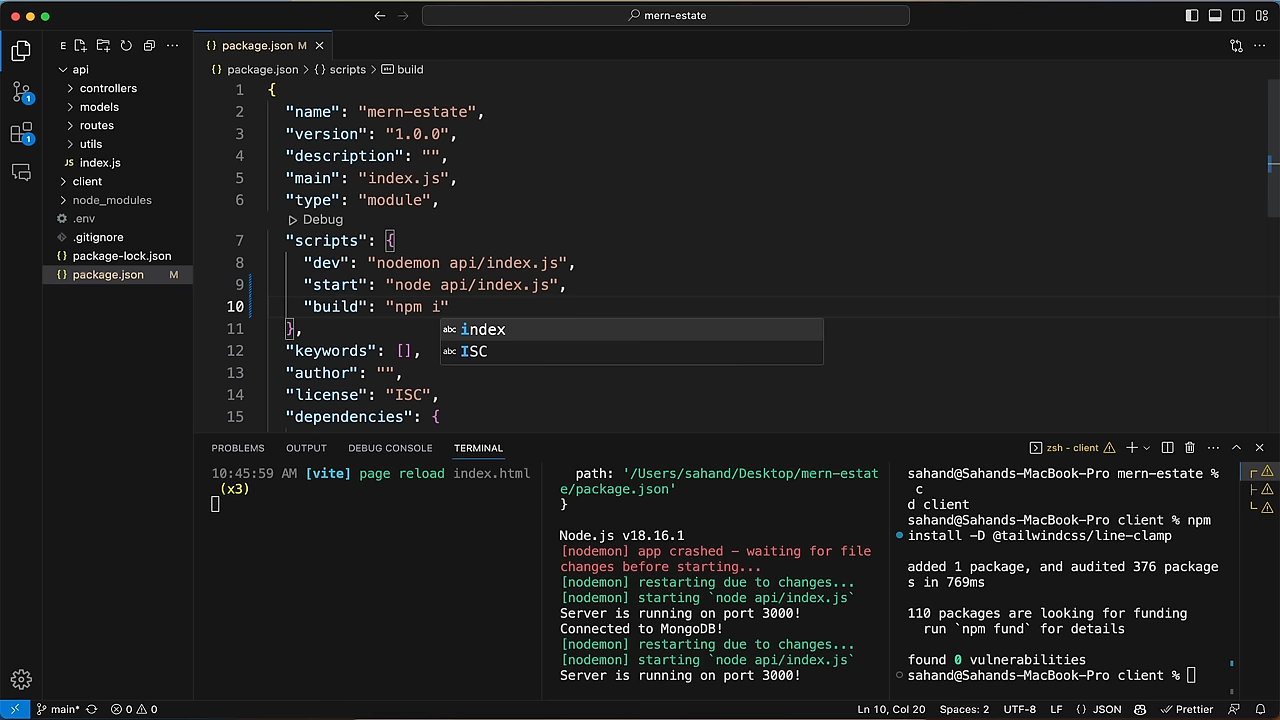 mern-estate
E
package.json M
package.json > {} scripts > build
api
controllers
models
routes
utils
JS index.js
client
node_modules
.env
.gitignore
{} package-lock.json
{} package.json M
1
1
1 {
2 "name": "mern-estate",
3 "version": "1.0.0",
4 "description": "",
5 "main": "index.js",
6 "type": "module",
Debug
7 "scripts": {
8 "dev": "nodemon api/index.js",
9 "start": "node api/index.js",
10 "build": "npm i"
11 },
12 "keywords": [],
13 "author": "",
14 "license": "ISC",
15 "dependencies": {
abc index
abc ISC
PROBLEMS OUTPUT DEBUG CONSOLE TERMINAL
zsh - client
10:45:59 AM [vite] page reload index.html
(x3)
path: '/Users/sahand/Desktop/mern-estat
e/package.json'
}
Node.js v18.16.1
[nodemon] app crashed - waiting for file
changes before starting...
[nodemon] restarting due to changes...
[nodemon] starting `node api/index.js`
Server is running on port 3000!
Connected to MongoDB!
[nodemon] restarting due to changes...
[nodemon] starting `node api/index.js`
Server is running on port 3000!
sahand@Sahands-MacBook-Pro mern-estate %
c
d client
sahand@Sahands-MacBook-Pro client % npm
install -D @tailwindcss/line-clamp
added 1 package, and audited 376 package
s in 769ms
110 packages are looking for funding
run `npm fund` for details
found 0 vulnerabilities
sahand@Sahands-MacBook-Pro client %
main* 0 0
Ln 10, Col 20 Spaces: 2 UTF-8 LF {} JSON Prettier